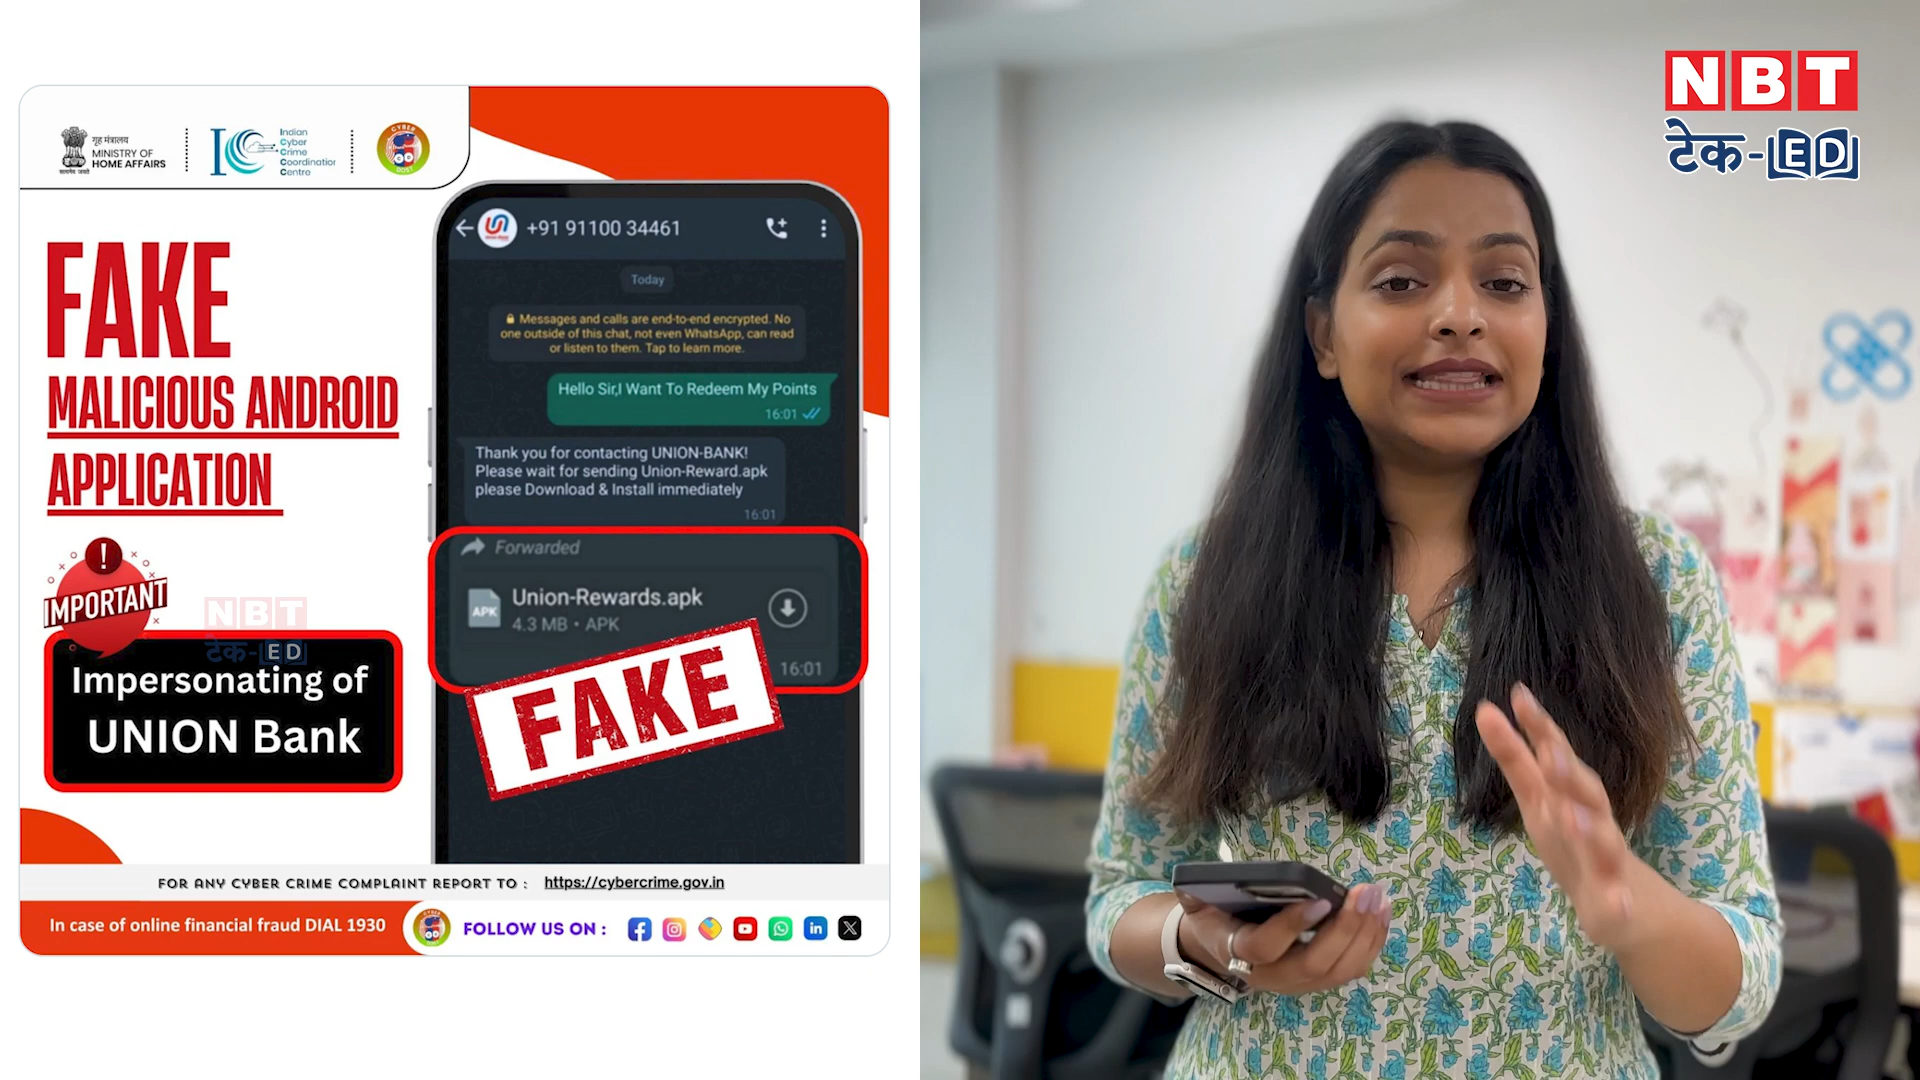 गृह मंत्रालय
MINISTRY OF
HOME AFFAIRS
सत्यमेव जयते
Indian
Cyber
Crime
Coordination
Centre
CYBER
DOST
FAKE
MALICIOUS ANDROID
APPLICATION
!
IMPORTANT
Impersonating of
UNION Bank
+91 91100 34461
Today
Messages and calls are end-to-end encrypted. No
one outside of this chat, not even WhatsApp, can read
or listen to them. Tap to learn more.
Hello Sir,I Want To Redeem My Points
16:01
Thank you for contacting UNION-BANK!
Please wait for sending Union-Reward.apk
please Download & Install immediately
16:01
Forwarded
APK
Union-Rewards.apk
4.3 MB • APK
16:01
FAKE
FOR ANY CYBER CRIME COMPLAINT REPORT TO : https://cybercrime.gov.in
In case of online financial fraud DIAL 1930
FOLLOW US ON :
NBT
टेक-ED
NBT
टेक-ED